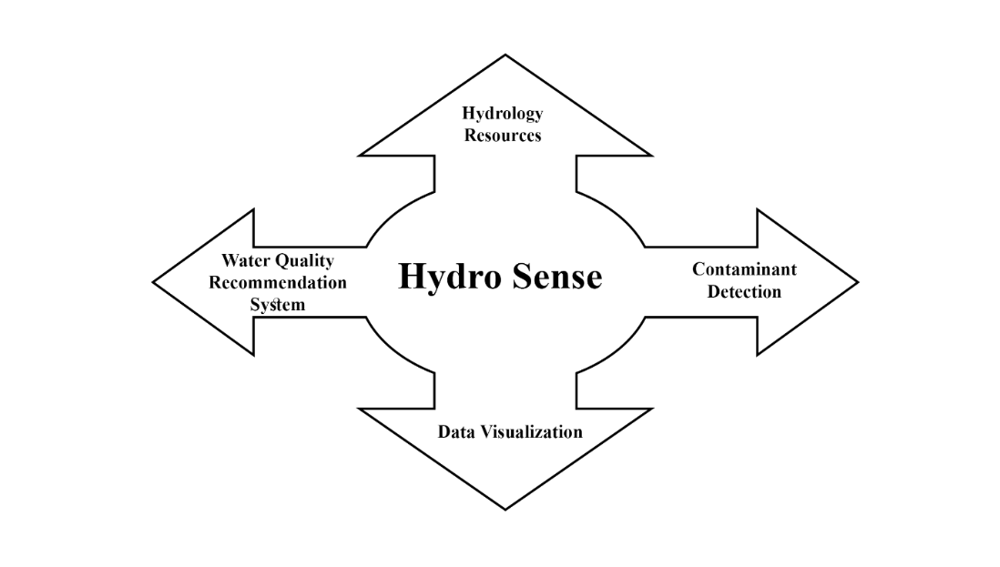 Hydrology
Resources
Water Quality
Recommendation
System
Hydro Sense
Contaminant
Detection
Data Visualization